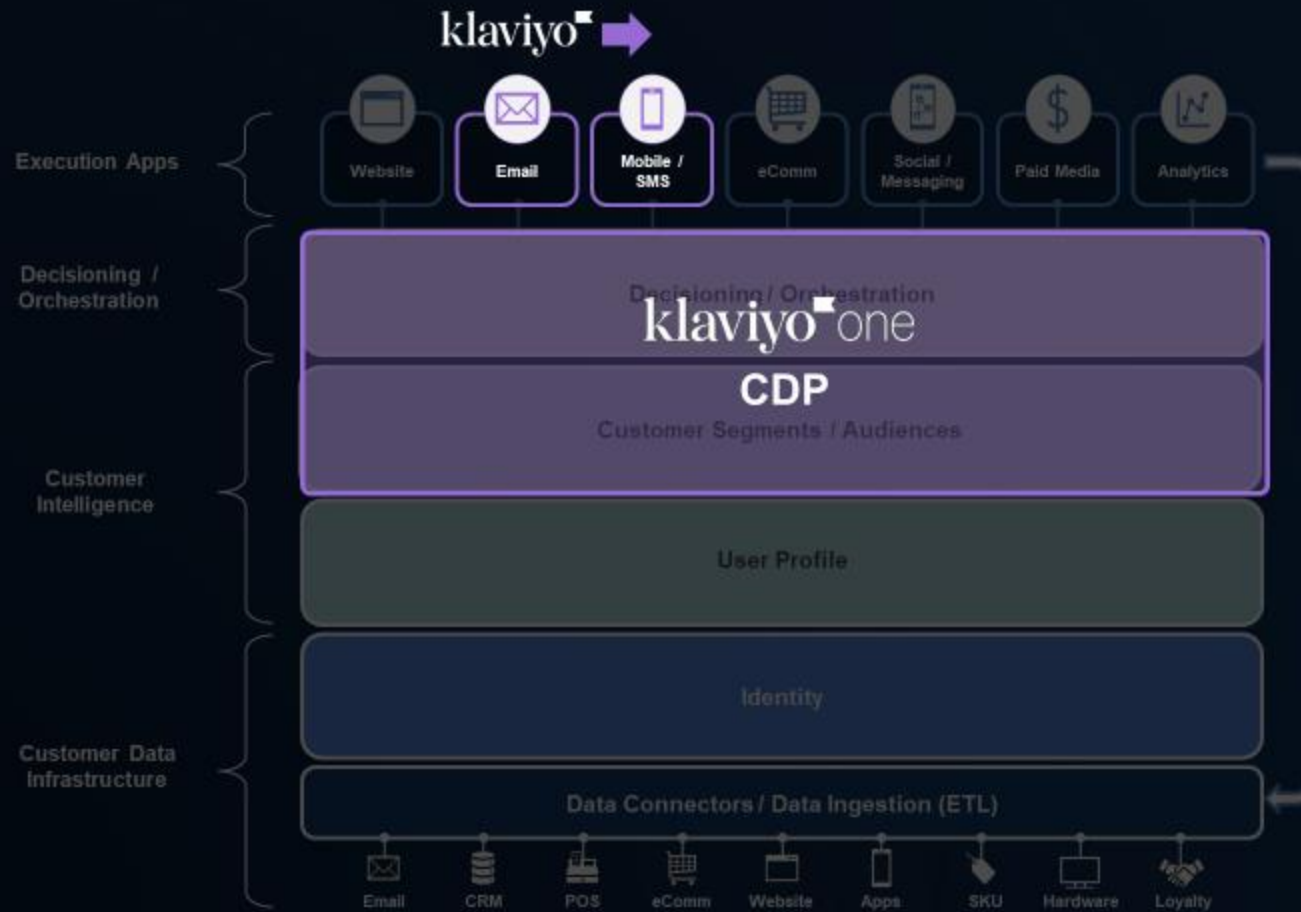 klaviyo
Execution Apps
Website
Email
Mobile /
SMS
eComm
Social /
Messaging
Paid Media
Analytics
Decisioning /
Orchestration
Decisioning / Orchestration
klaviyo one
CDP
Customer Segments / Audiences
Customer
Intelligence
User Profile
Identity
Customer Data
Infrastructure
Data Connectors / Data Ingestion (ETL)
Email
CRM
POS
eComm
Website
Apps
SKU
Hardware
Loyalty